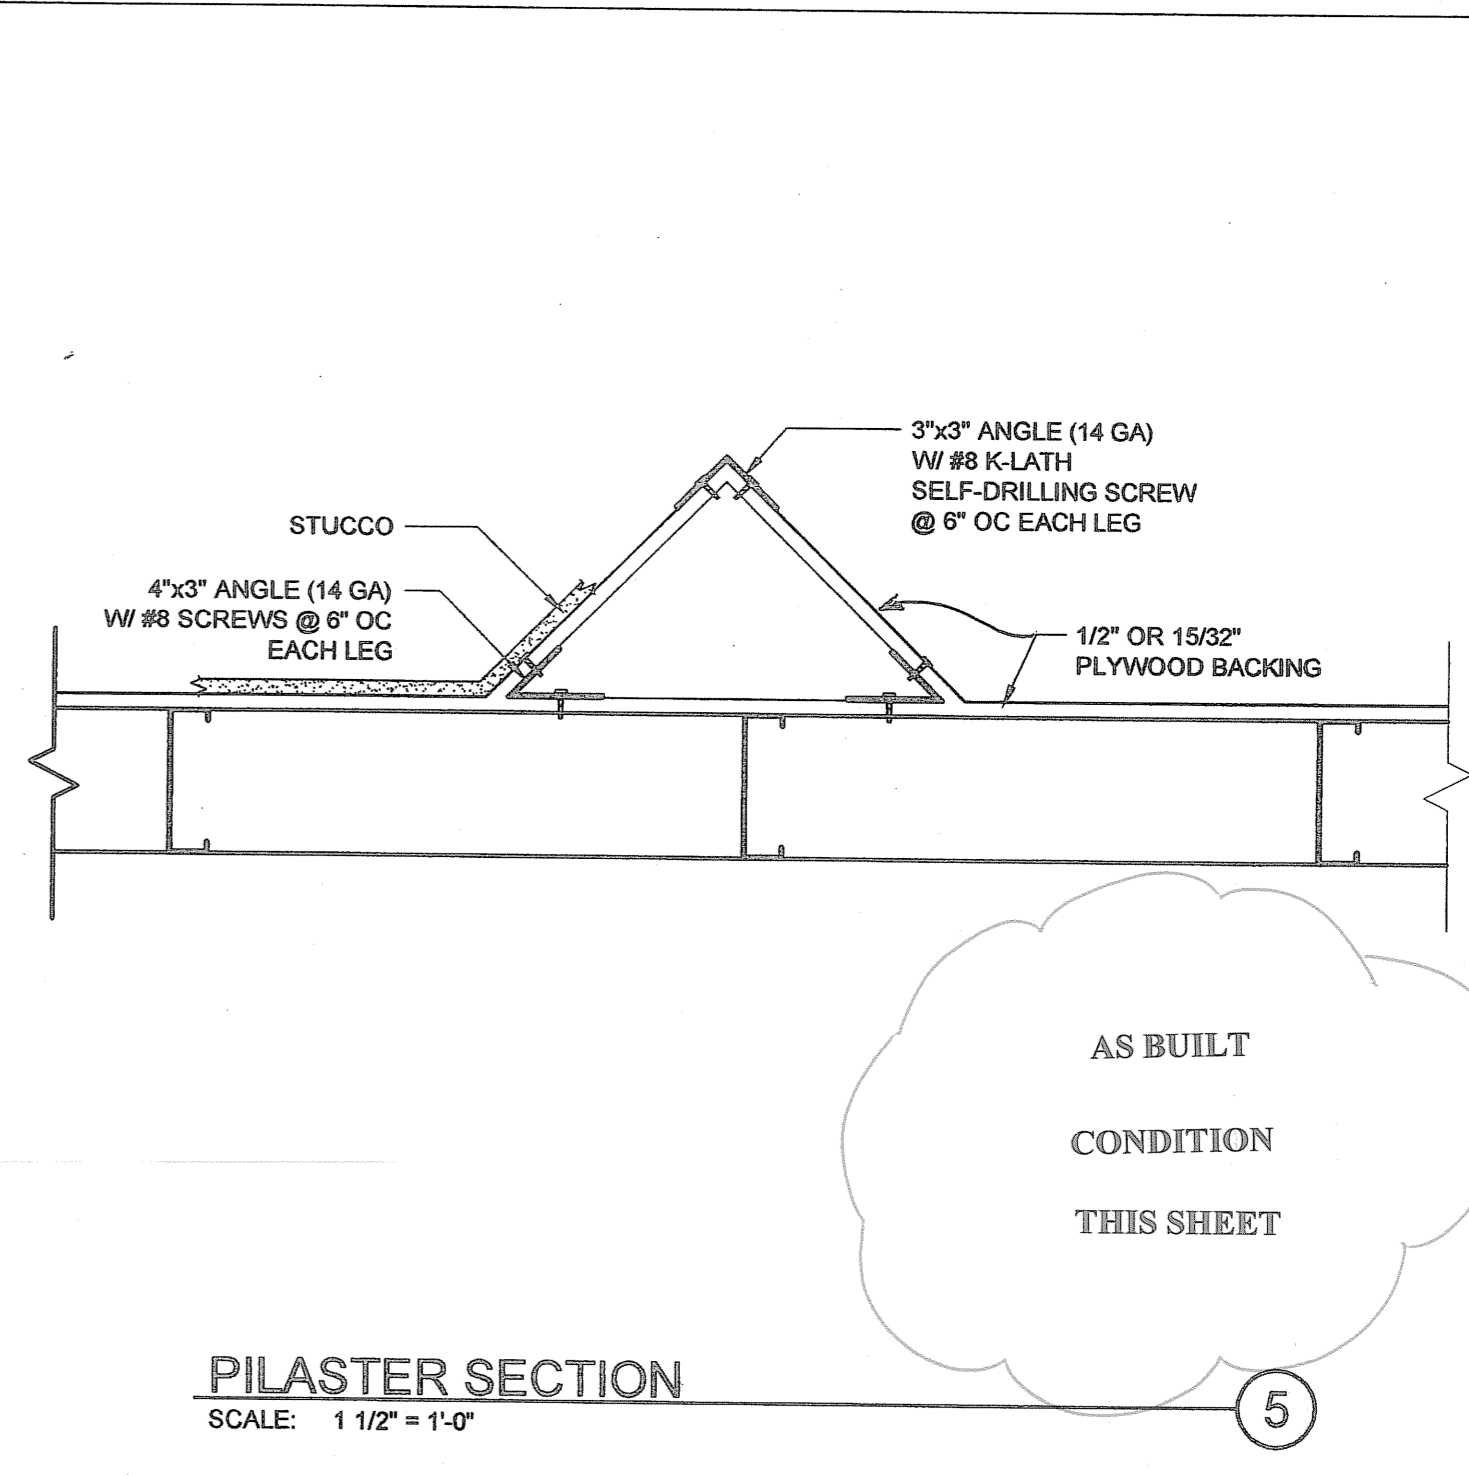 3"x3" ANGLE (14 GA)
W/ #8 K-LATH
SELF-DRILLING SCREW
@ 6" OC EACH LEG
STUCCO
4"x3" ANGLE (14 GA)
W/ #8 SCREWS @ 6" OC
EACH LEG
1/2" OR 15/32"
PLYWOOD BACKING
AS BUILT
CONDITION
THIS SHEET
PILASTER SECTION
SCALE: 1 1/2" = 1'-0"
5